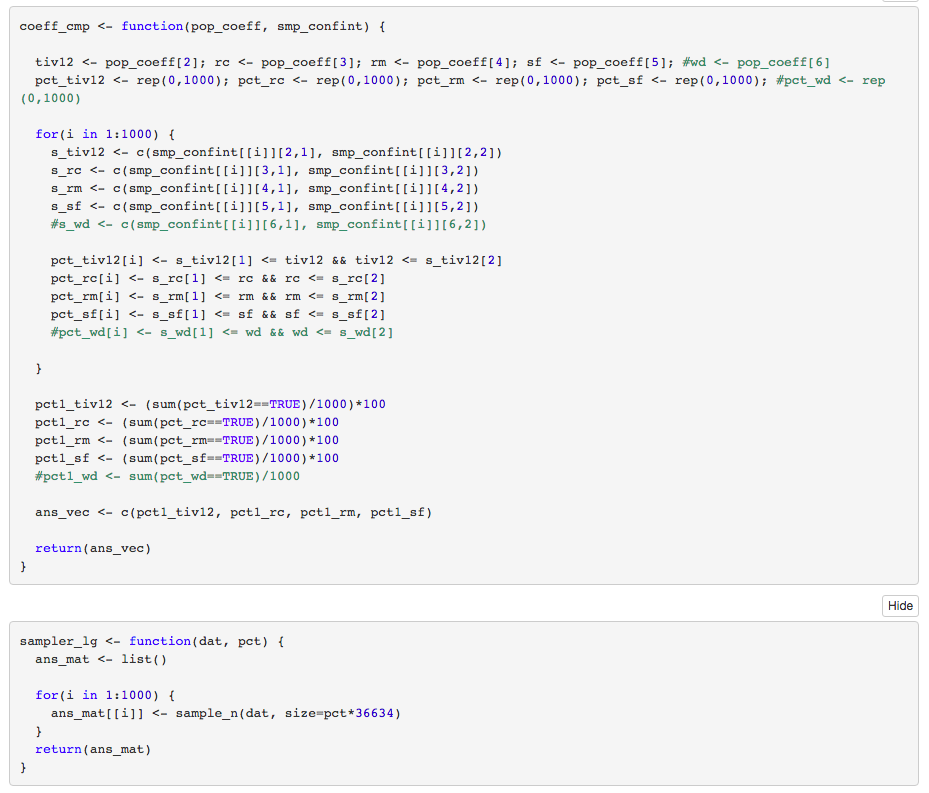 coeff_cmp <- function(pop_coeff, smp_confint) {
tiv12 <- pop_coeff[2]; rc <- pop_coeff[3]; rm <- pop_coeff[4]; sf <- pop_coeff[5]; #wd <- pop_coeff[6]
pct_tiv12 <- rep(0,1000); pct_rc <- rep(0,1000); pct_rm <- rep(0,1000); pct_sf <- rep(0,1000); #pct_wd <- rep
(0,1000)
for(i in 1:1000) {
s_tiv12 <- c(smp_confint[[i]][2,1], smp_confint[[i]][2,2])
s_rc <- c(smp_confint[[i]][3,1], smp_confint[[i]][3,2])
s_rm <- c(smp_confint[[i]][4,1], smp_confint[[i]][4,2])
s_sf <- c(smp_confint[[i]][5,1], smp_confint[[i]][5,2])
#s_wd <- c(smp_confint[[i]][6,1], smp_confint[[i]][6,2])
pct_tiv12[i] <- s_tiv12[1] <= tiv12 && tiv12 <= s_tiv12[2]
pct_rc[i] <- s_rc[1] <= rc && rc <= s_rc[2]
pct_rm[i] <- s_rm[1] <= rm && rm <= s_rm[2]
pct_sf[i] <- s_sf[1] <= sf && sf <= s_sf[2]
#pct_wd[i] <- s_wd[1] <= wd && wd <= s_wd[2]
}
pct1_tiv12 <- (sum(pct_tiv12==TRUE)/1000)*100
pct1_rc <- (sum(pct_rc==TRUE)/1000)*100
pct1_rm <- (sum(pct_rm==TRUE)/1000)*100
pct1_sf <- (sum(pct_sf==TRUE)/1000)*100
#pct1_wd <- sum(pct_wd==TRUE)/1000
ans_vec <- c(pct1_tiv12, pct1_rc, pct1_rm, pct1_sf)
return(ans_vec)
}
Hide
sampler_lg <- function(dat, pct) {
ans_mat <- list()
for(i in 1:1000) {
ans_mat[[i]] <- sample_n(dat, size=pct*36634)
}
return(ans_mat)
}